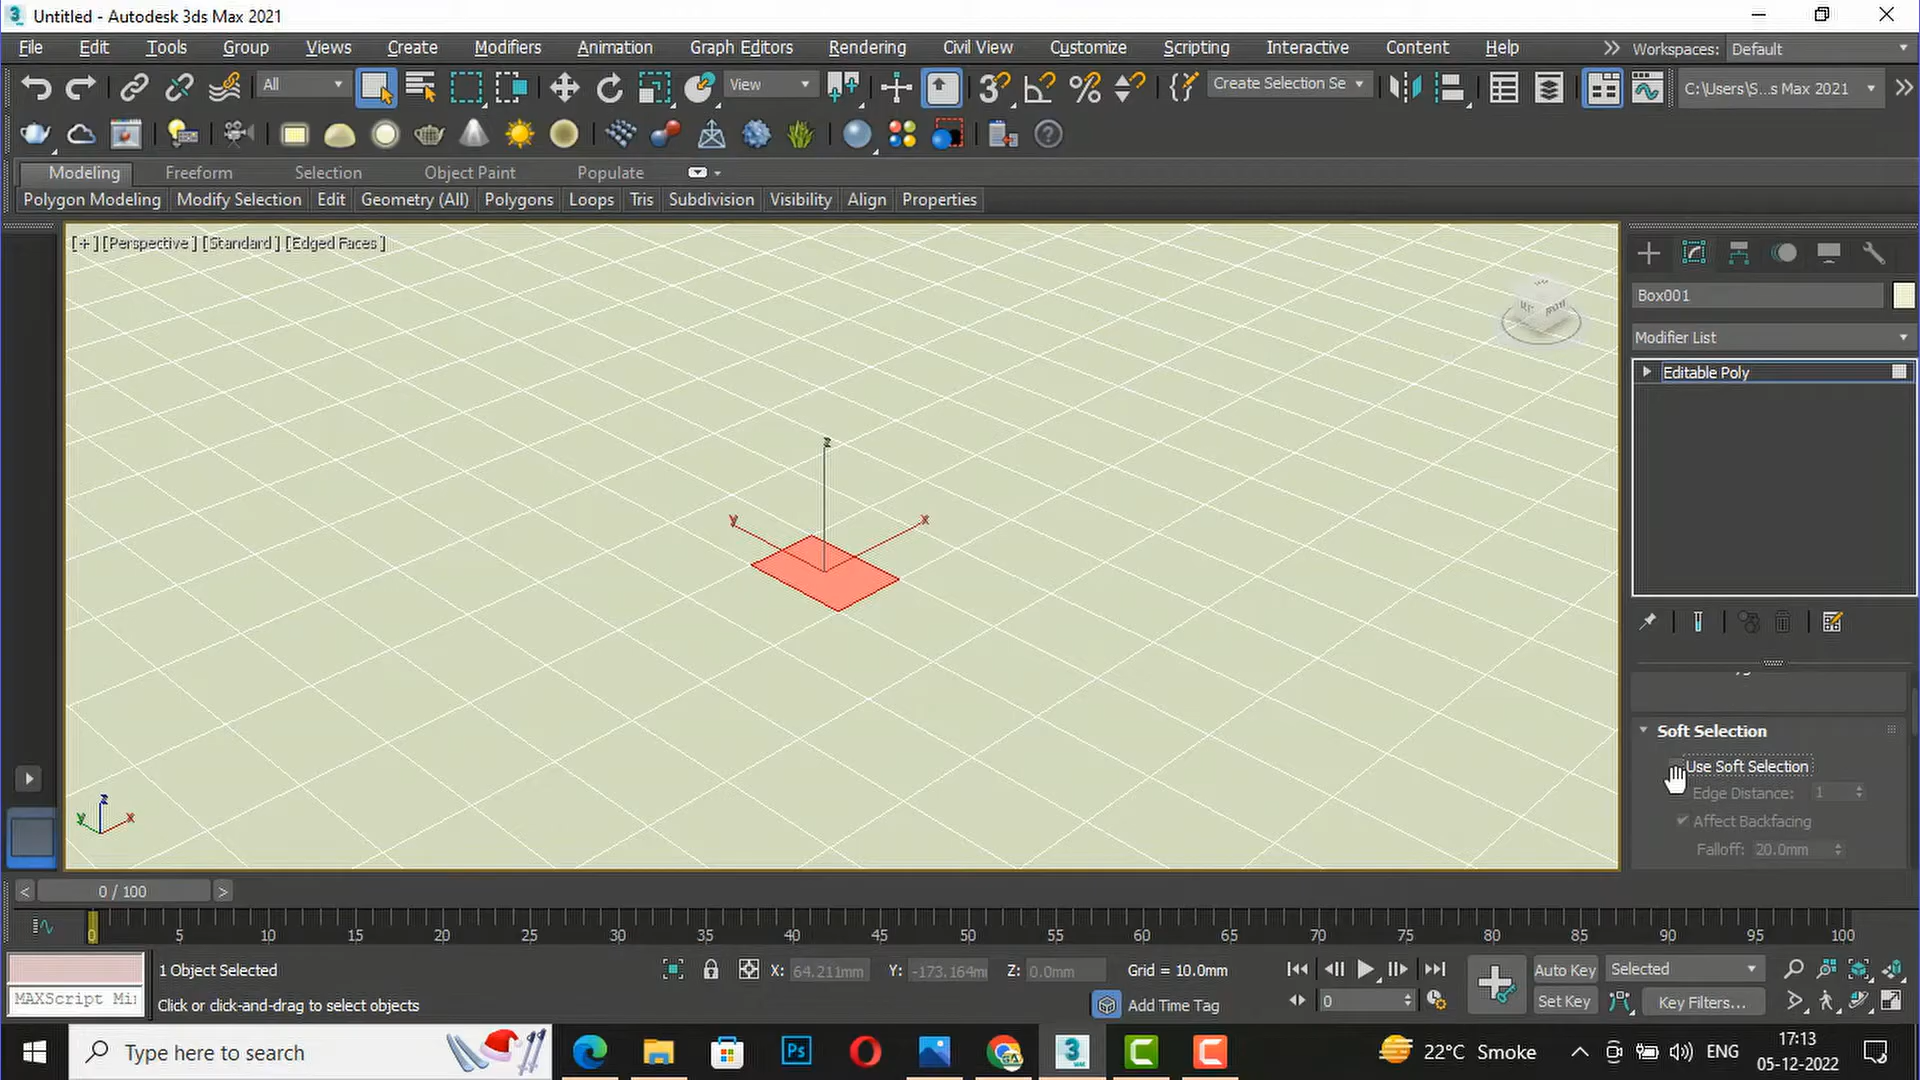 Untitled - Autodesk 3ds Max 2021
File Edit Tools Group Views Create Modifiers Animation Graph Editors Rendering Civil View Customize Scripting Interactive Content Help Workspaces: Default
All View Create Selection Se C:\Users\S...s Max 2021
Modeling Freeform Selection Object Paint Populate
Polygon Modeling Modify Selection Edit Geometry (All) Polygons Loops Tris Subdivision Visibility Align Properties
[+] [Perspective] [Standard] [Edged Faces]
Box001
Modifier List
Editable Poly
z
y x
Soft Selection
Use Soft Selection
Edge Distance: 1
Affect Backfacing
Falloff: 20.0mm
z
y x
< 0 / 100 >
0 5 10 15 20 25 30 35 40 45 50 55 60 65 70 75 80 85 90 95 100
1 Object Selected X: 64.211mm Y: -173.164m Z: 0.0mm Grid = 10.0mm Auto Key Selected
MAXScript Mi Click or click-and-drag to select objects Add Time Tag 0 Set Key Key Filters...
Type here to search Ps 3 22°C Smoke ENG 17:13
05-12-2022